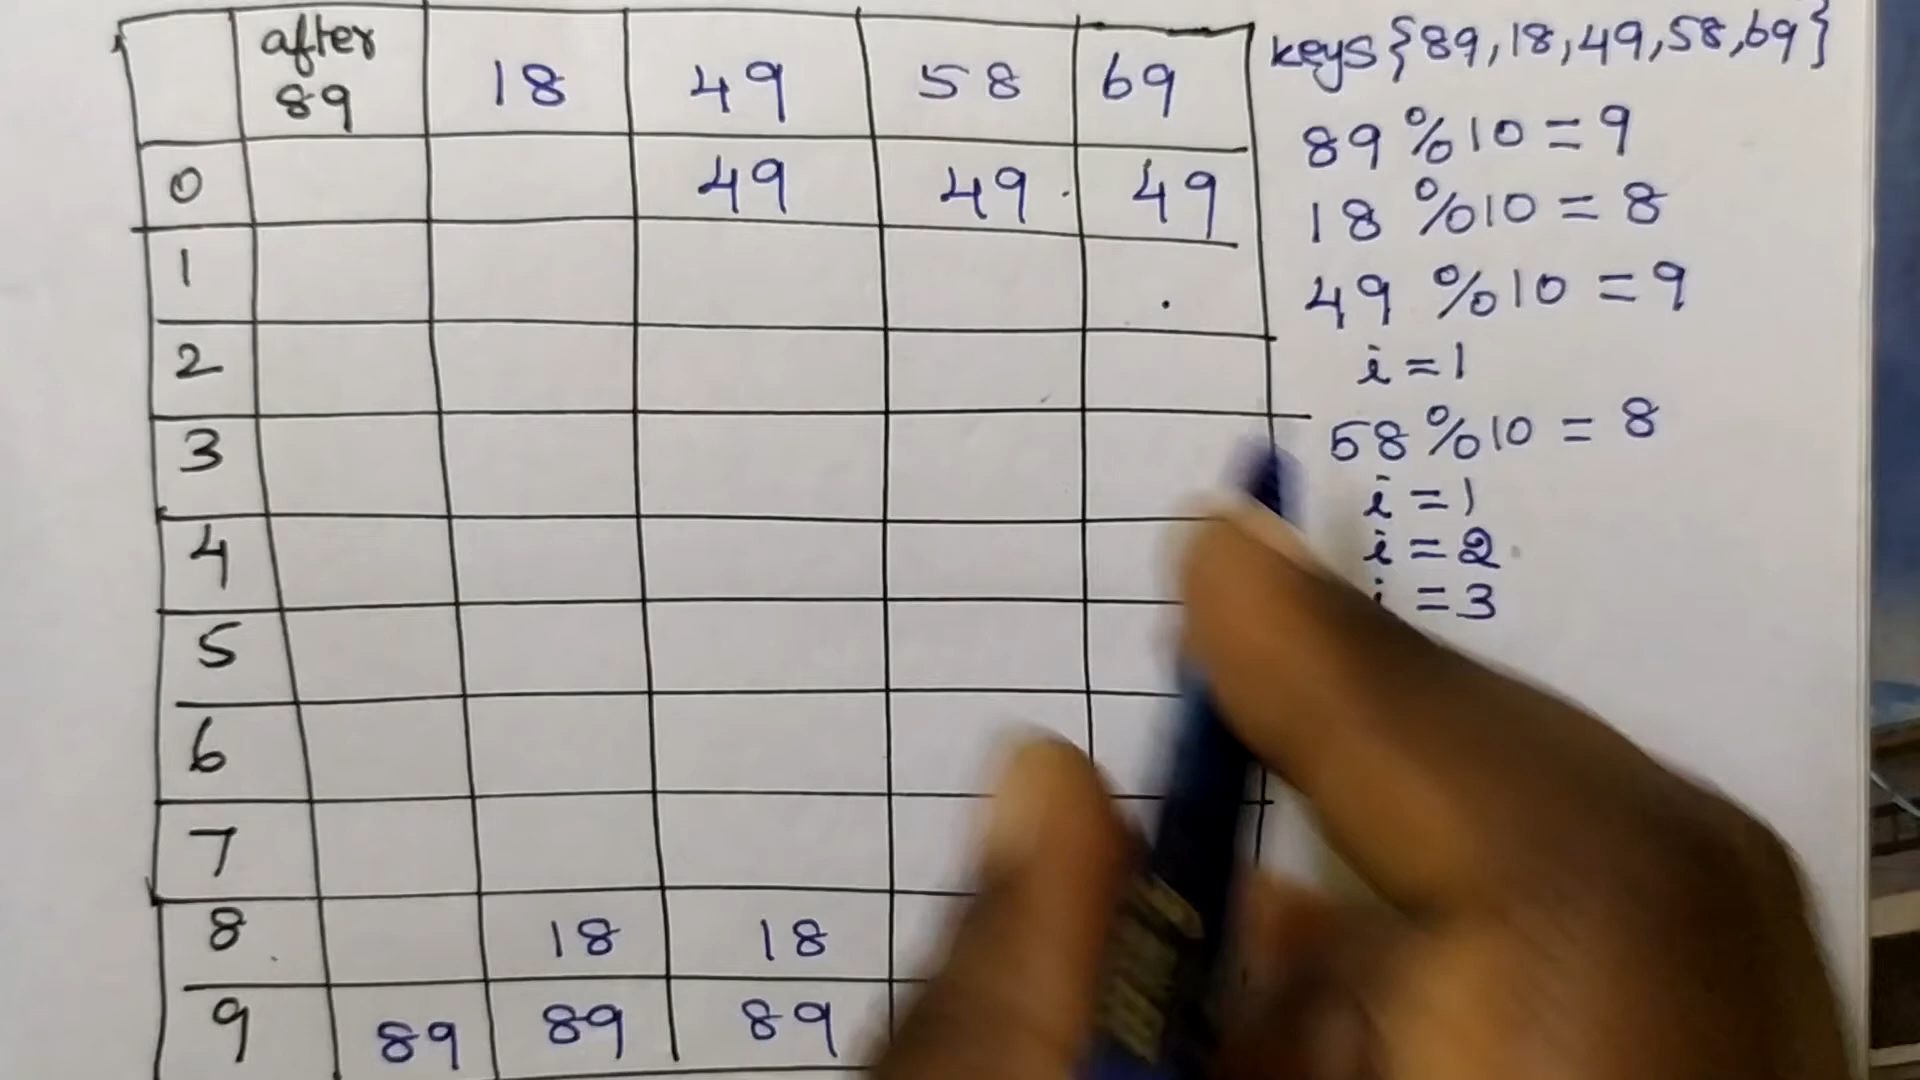 after
89 18 49 58 69
0 49 49 49
1
2
3
4
5
6
7
8 18 18
9 89 89 89
keys {89,18,49,58,69}
89 % 10 = 9
18 % 10 = 8
49 % 10 = 9
i = 1
58 % 10 = 8
i = 1
i = 2
= 3